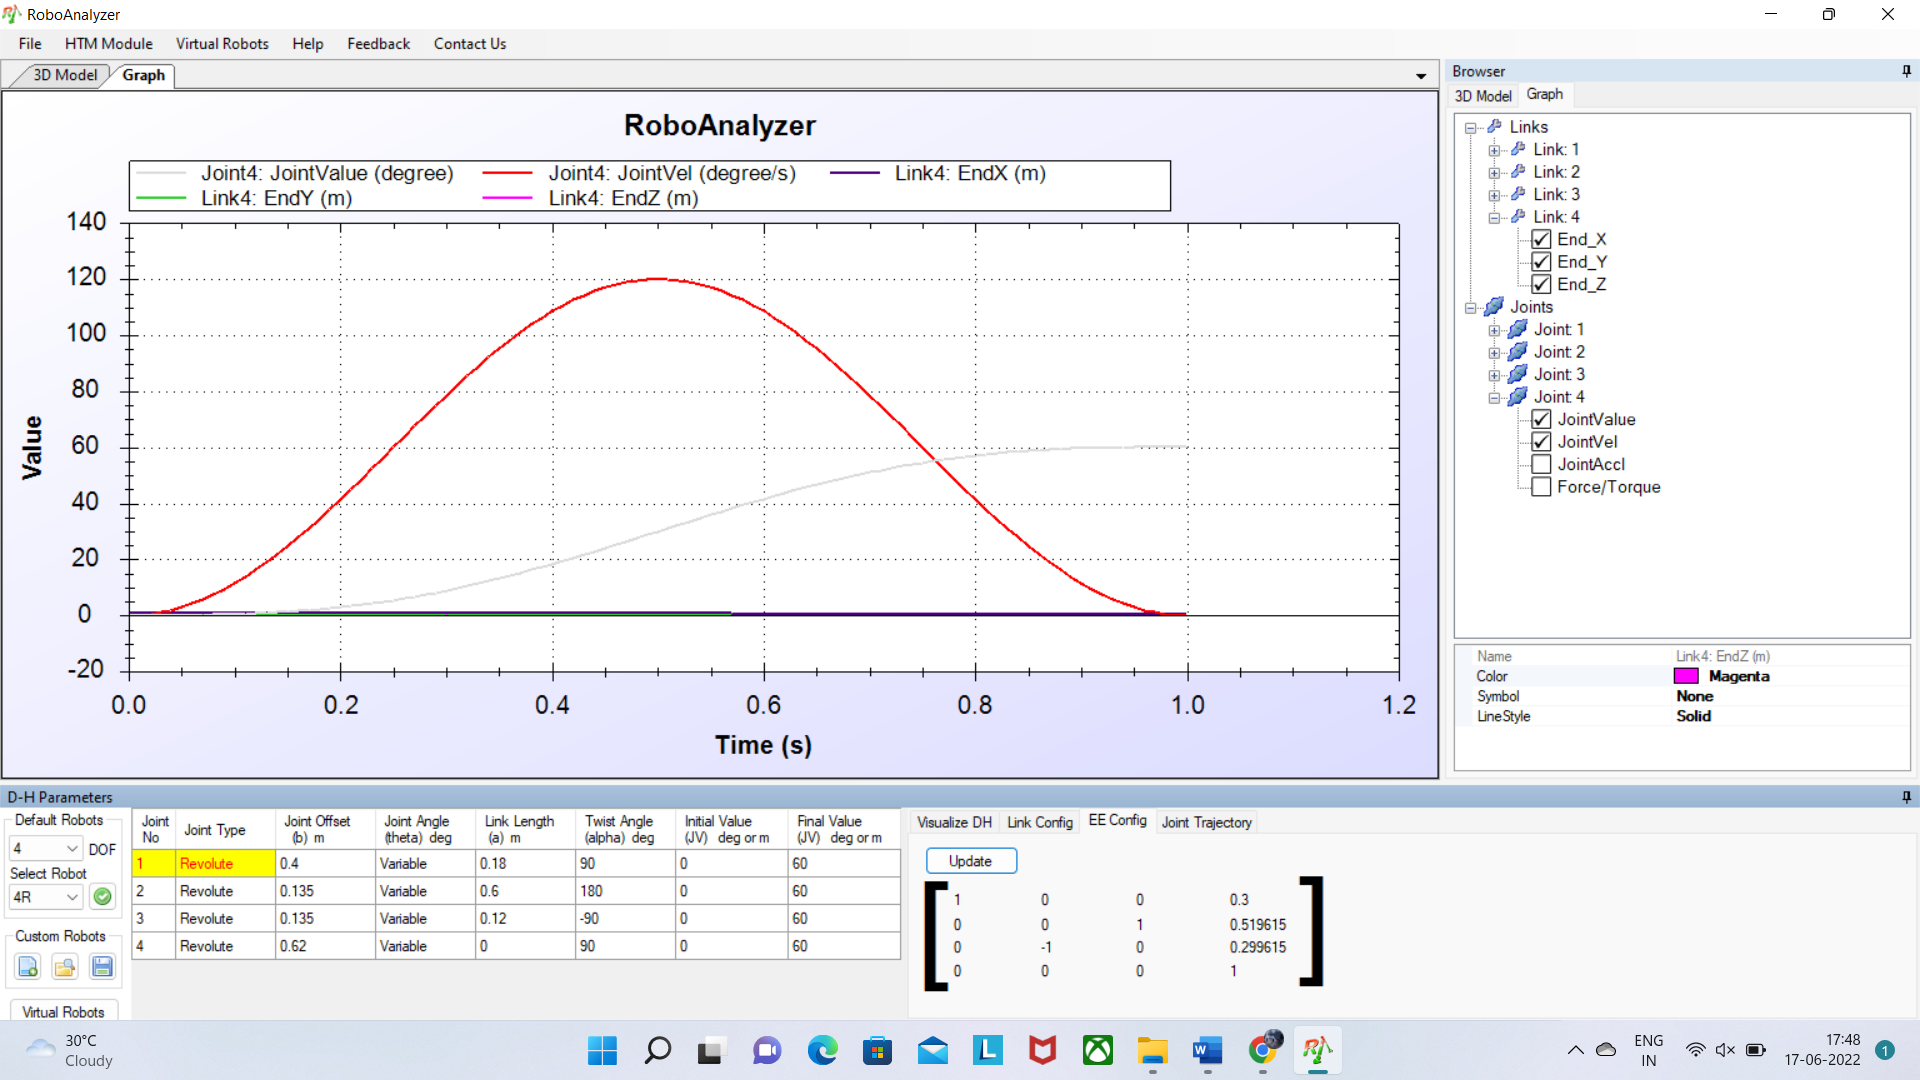 RoboAnalyzer
File HTM Module Virtual Robots Help Feedback Contact Us
3D Model Graph
RoboAnalyzer
Joint4: JointValue (degree) Joint4: JointVel (degree/s) Link4: EndX (m)
Link4: EndY (m) Link4: EndZ (m)
140
120
100
80
60
40
20
0
-20
Value
0.0 0.2 0.4 0.6 0.8 1.0 1.2
Time (s)
Browser
3D Model Graph
Links
Link: 1
Link: 2
Link: 3
Link: 4
End_X
End_Y
End_Z
Joints
Joint: 1
Joint: 2
Joint: 3
Joint: 4
JointValue
JointVel
JointAccl
Force/Torque
Name Link4: EndZ (m)
Color Magenta
Symbol None
LineStyle Solid
D-H Parameters
Default Robots
4 DOF
Select Robot
4R
Custom Robots
Virtual Robots
Joint No Joint Type Joint Offset (b) m Joint Angle (theta) deg Link Length (a) m Twist Angle (alpha) deg Initial Value (JV) deg or m Final Value (JV) deg or m
1 Revolute 0.4 Variable 0.18 90 0 60
2 Revolute 0.135 Variable 0.6 180 0 60
3 Revolute 0.135 Variable 0.12 -90 0 60
4 Revolute 0.62 Variable 0 90 0 60
Visualize DH Link Config EE Config Joint Trajectory
Update
1 0 0 0.3
0 0 1 0.519615
0 -1 0 0.299615
0 0 0 1
30°C
Cloudy
ENG
IN
17:48
17-06-2022
1